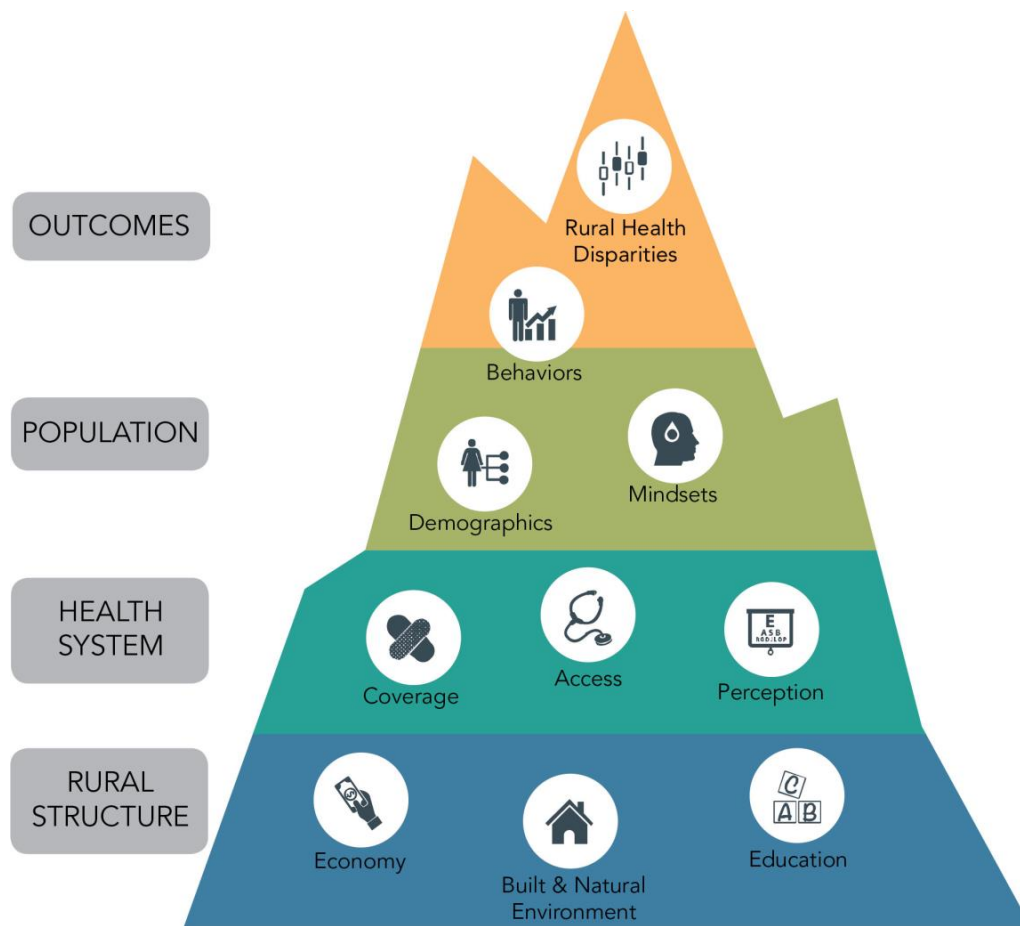 OUTCOMES
Rural Health
Disparities
Behaviors
POPULATION
Demographics
Mindsets
HEALTH
SYSTEM
Coverage
Access
Perception
E
ASB
RURAL
STRUCTURE
Economy
Built & Natural
Environment
Education
C
A B